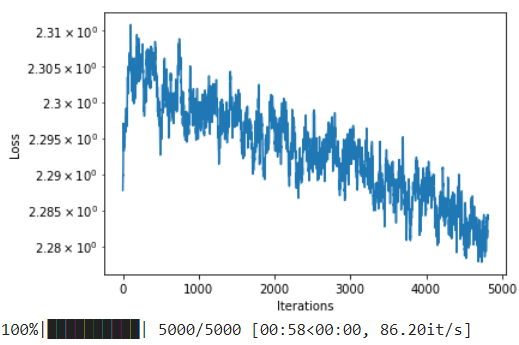 2.31 × 10⁰
2.305 × 10⁰
2.3 × 10⁰
2.295 × 10⁰
2.29 × 10⁰
2.285 × 10⁰
2.28 × 10⁰
Loss
0 1000 2000 3000 4000 5000
Iterations
100%|██████████| 5000/5000 [00:58<00:00, 86.20it/s]